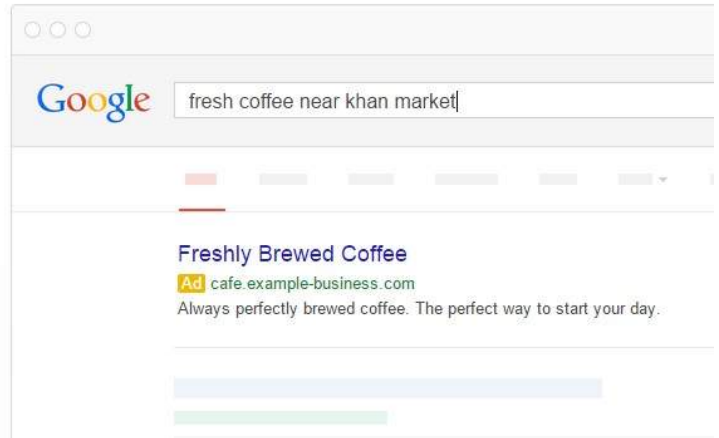 Google
fresh coffee near khan market
Freshly Brewed Coffee
Ad cafe.example-business.com
Always perfectly brewed coffee. The perfect way to start your day.